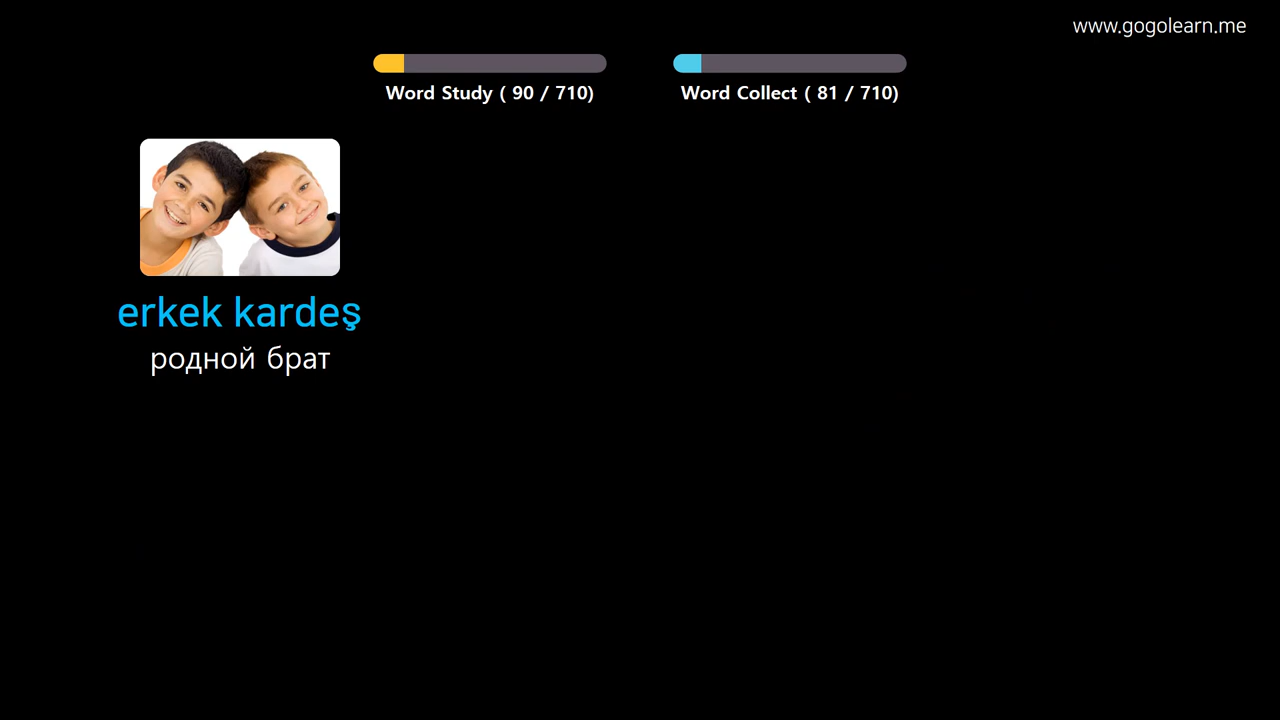 www.gogolearn.me
Word Study ( 90 / 710)
Word Collect ( 81 / 710)
erkek kardeş
родной брат